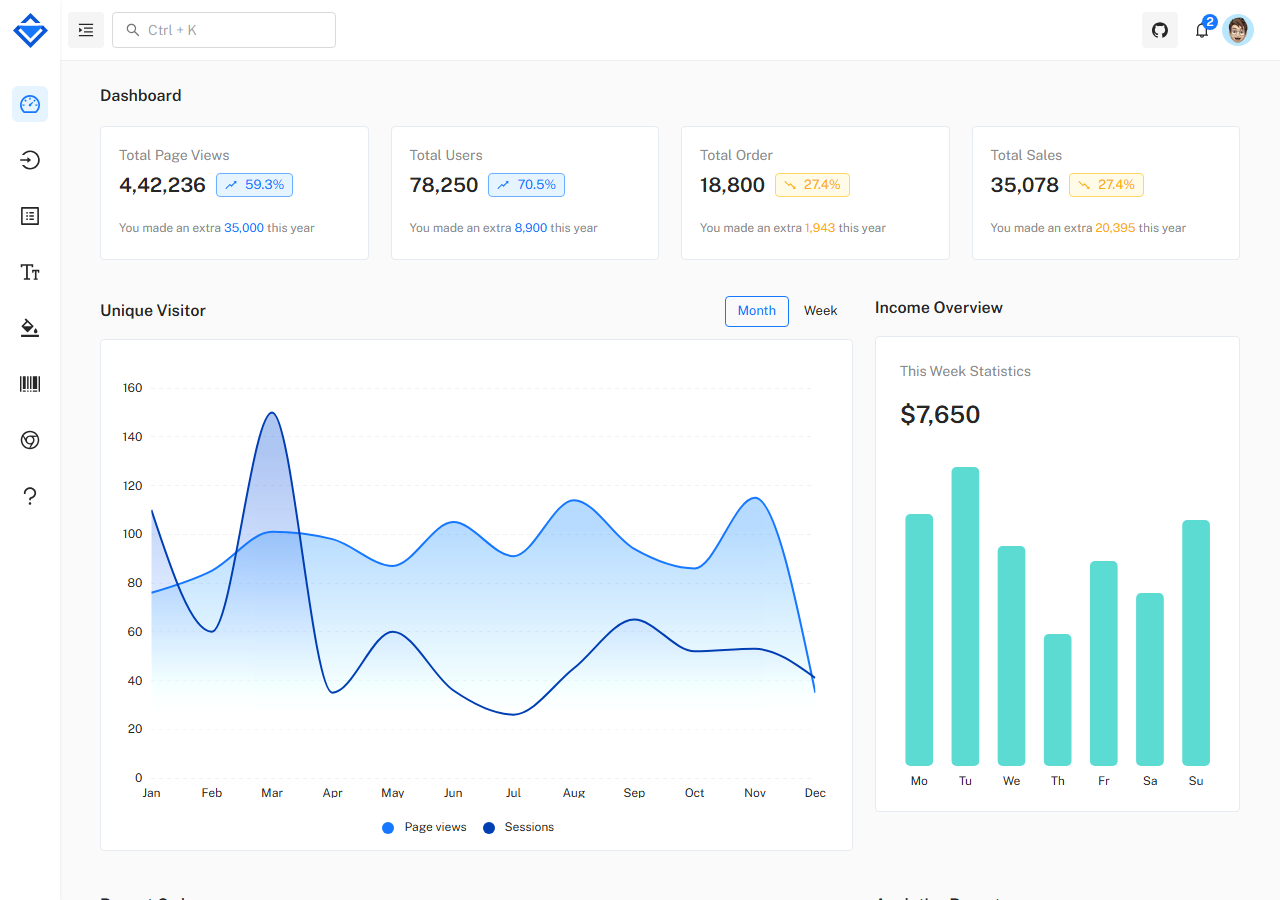 Ctrl + K
2
Dashboard
Total Page Views
4,42,236 59.3%
You made an extra 35,000 this year
Total Users
78,250 70.5%
You made an extra 8,900 this year
Total Order
18,800 27.4%
You made an extra 1,943 this year
Total Sales
35,078 27.4%
You made an extra 20,395 this year
Unique Visitor
Month Week
160
140
120
100
80
60
40
20
0
Jan Feb Mar Apr May Jun Jul Aug Sep Oct Nov Dec
Page views Sessions
Income Overview
This Week Statistics
$7,650
Mo Tu We Th Fr Sa Su